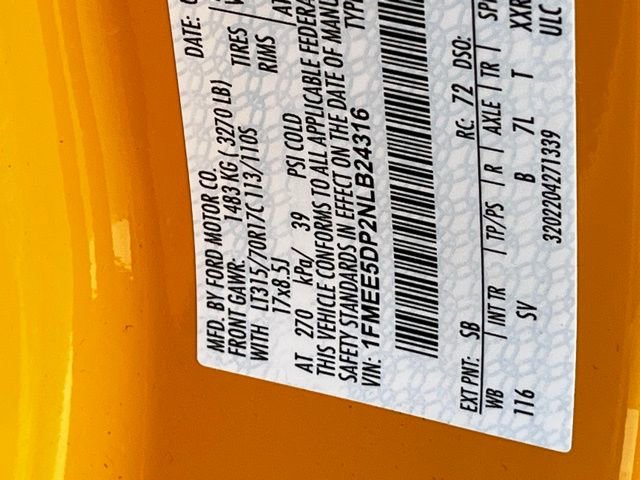 MFD. BY FORD MOTOR CO. DATE:
FRONT GAWR: 1483 KG ( 3270 LB)
WITH LT315/70R17C 113/110S TIRES
17x8.5J RIMS
AT 270 kPa/ 39 PSI COLD
THIS VEHICLE CONFORMS TO ALL APPLICABLE FEDERA
SAFETY STANDARDS IN EFFECT ON THE DATE OF MANU
VIN: 1FMEE5DP2NLB24316 TYP
EXT PNT: SB RC: 72 DSO:
WB | INT TR | TP/PS | R | AXLE | TR | SP
116 SV B 7L T XXR
3202204271339 ULC